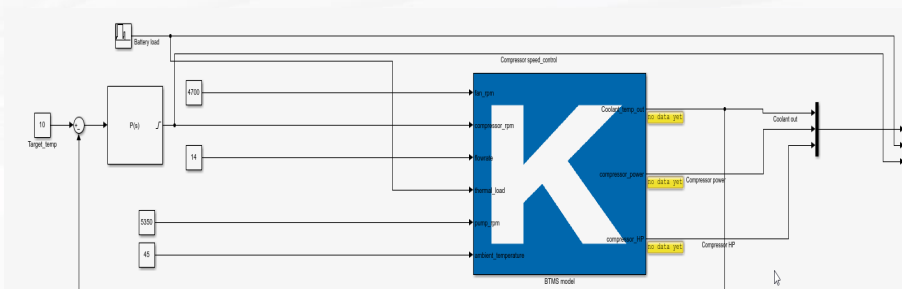 Battery load
Compressor speed_control
4700
fan_rpm
10
Target_temp
P(s)
compressor_rpm
Coolant_temp_out
no data yet
Coolant out
14
flowrate
thermal_load
compressor_power
no data yet
Compressor power
5350
pump_rpm
45
ambient_temperature
compressor_HP
no data yet
Compressor HP
K
BTMS model